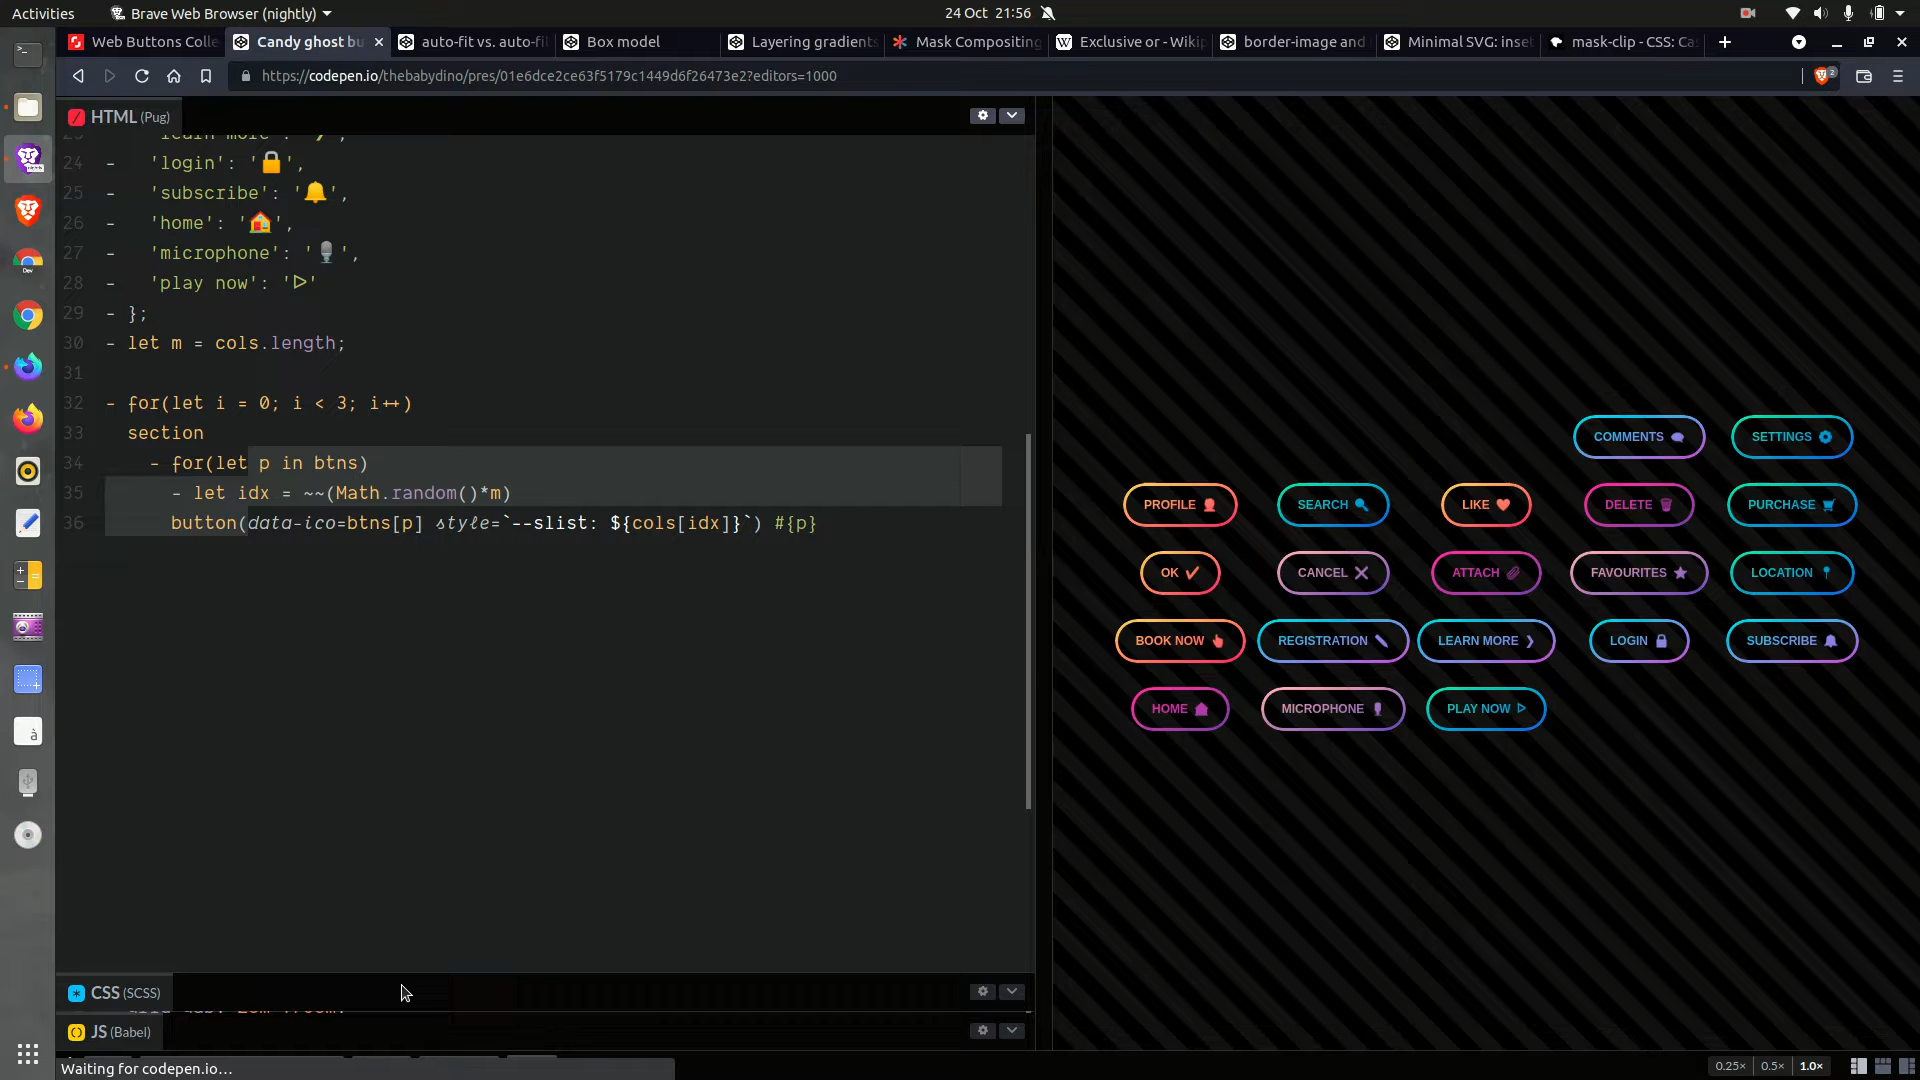 Activities
Brave Web Browser (nightly)
24 Oct 21:56
Web Buttons Colle
Candy ghost bu
auto-fit vs. auto-fil
Box model
Layering gradients
Mask Compositing
Exclusive or - Wikip
border-image and
Minimal SVG: inset
mask-clip - CSS: Ca
https://codepen.io/thebabydino/pres/01e6dce2ce63f5179c1449d6f26473e2?editors=1000
2
HTML (Pug)
24 - 'login': '🔒',
25 - 'subscribe': '🔔',
26 - 'home': '🏠',
27 - 'microphone': '🎙',
28 - 'play now': 'ᐅ'
29 - };
30 - let m = cols.length;
31
32 - for(let i = 0; i < 3; i++)
33 section
34 - for(let p in btns)
35 - let idx = ~~(Math.random()*m)
36 button(data-ico=btns[p] style=`--slist: ${cols[idx]}`) #{p}
COMMENTS
SETTINGS
PROFILE
SEARCH
LIKE
DELETE
PURCHASE
OK ✔
CANCEL
ATTACH
FAVOURITES ★
LOCATION
BOOK NOW
REGISTRATION
LEARN MORE ❯
LOGIN
SUBSCRIBE
HOME
MICROPHONE
PLAY NOW ᐅ
CSS (SCSS)
JS (Babel)
Waiting for codepen.io…
0.25× 0.5× 1.0×
Dev
à